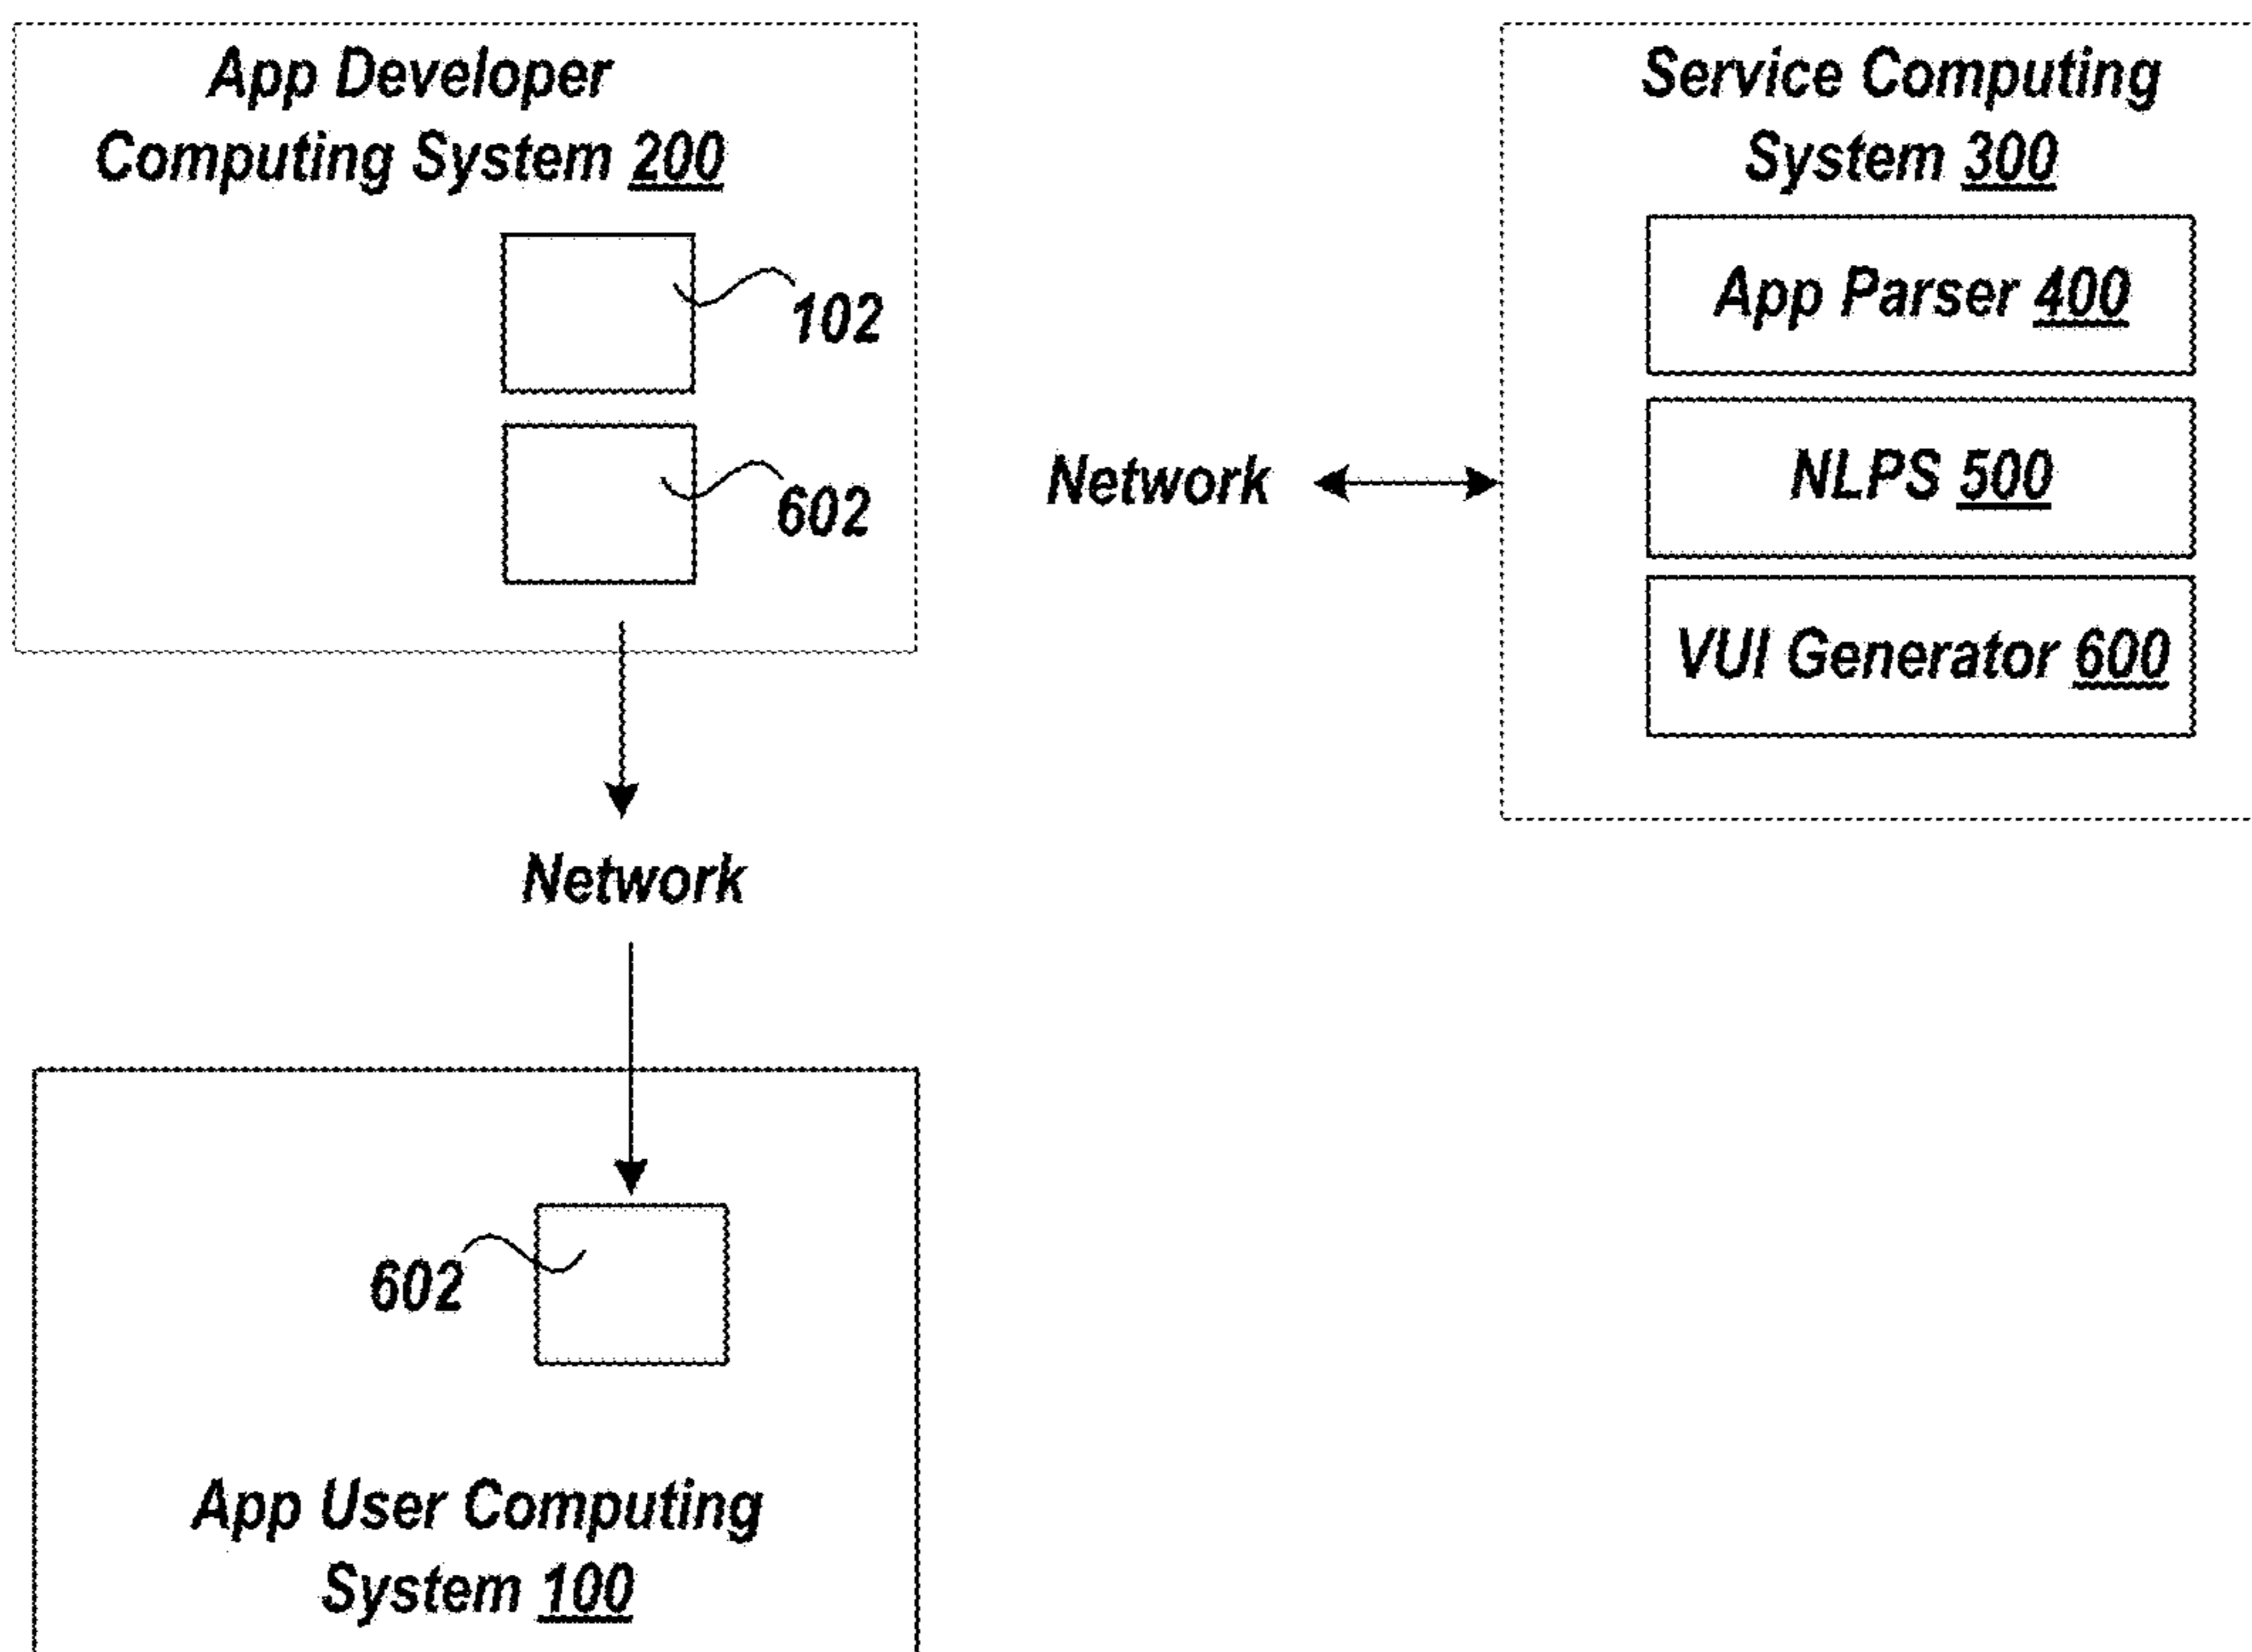 App Developer
Computing System 200
102
602
Network
Service Computing
System 300
App Parser 400
NLPS 500
VUI Generator 600
Network
602
App User Computing
System 100